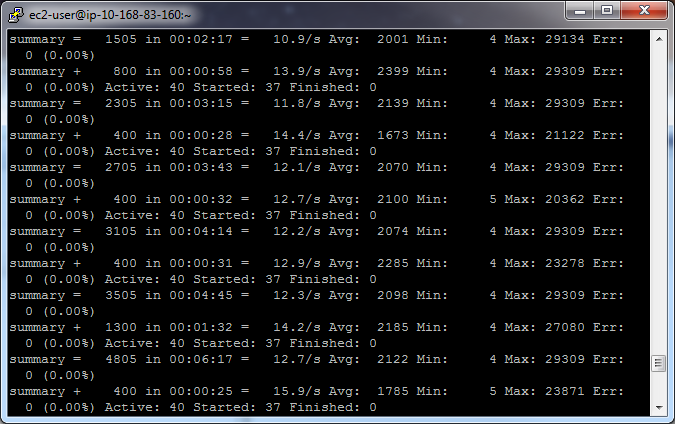 ec2-user@ip-10-168-83-160:~
summary =   1505 in 00:02:17 =   10.9/s Avg:  2001 Min:     4 Max: 29134 Err:
  0 (0.00%)
summary +    800 in 00:00:58 =   13.9/s Avg:  2399 Min:     4 Max: 29309 Err:
  0 (0.00%) Active: 40 Started: 37 Finished: 0
summary =   2305 in 00:03:15 =   11.8/s Avg:  2139 Min:     4 Max: 29309 Err:
  0 (0.00%)
summary +    400 in 00:00:28 =   14.4/s Avg:  1673 Min:     4 Max: 21122 Err:
  0 (0.00%) Active: 40 Started: 37 Finished: 0
summary =   2705 in 00:03:43 =   12.1/s Avg:  2070 Min:     4 Max: 29309 Err:
  0 (0.00%)
summary +    400 in 00:00:32 =   12.7/s Avg:  2100 Min:     5 Max: 20362 Err:
  0 (0.00%) Active: 40 Started: 37 Finished: 0
summary =   3105 in 00:04:14 =   12.2/s Avg:  2074 Min:     4 Max: 29309 Err:
  0 (0.00%)
summary +    400 in 00:00:31 =   12.9/s Avg:  2285 Min:     4 Max: 23278 Err:
  0 (0.00%) Active: 40 Started: 37 Finished: 0
summary =   3505 in 00:04:45 =   12.3/s Avg:  2098 Min:     4 Max: 29309 Err:
  0 (0.00%)
summary +   1300 in 00:01:32 =   14.2/s Avg:  2185 Min:     4 Max: 27080 Err:
  0 (0.00%) Active: 40 Started: 37 Finished: 0
summary =   4805 in 00:06:17 =   12.7/s Avg:  2122 Min:     4 Max: 29309 Err:
  0 (0.00%)
summary +    400 in 00:00:25 =   15.9/s Avg:  1785 Min:     5 Max: 23871 Err:
  0 (0.00%) Active: 40 Started: 37 Finished: 0